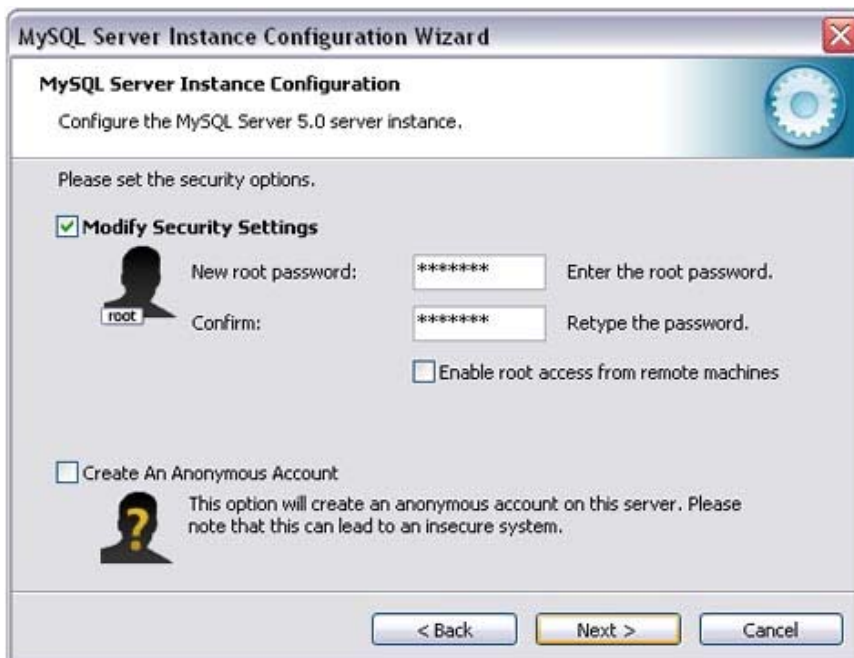 MySQL Server Instance Configuration Wizard
MySQL Server Instance Configuration
Configure the MySQL Server 5.0 server instance.
Please set the security options.
Modify Security Settings
New root password: ******* Enter the root password.
root
Confirm: ******* Retype the password.
Enable root access from remote machines
Create An Anonymous Account
This option will create an anonymous account on this server. Please
note that this can lead to an insecure system.
?
< Back Next > Cancel